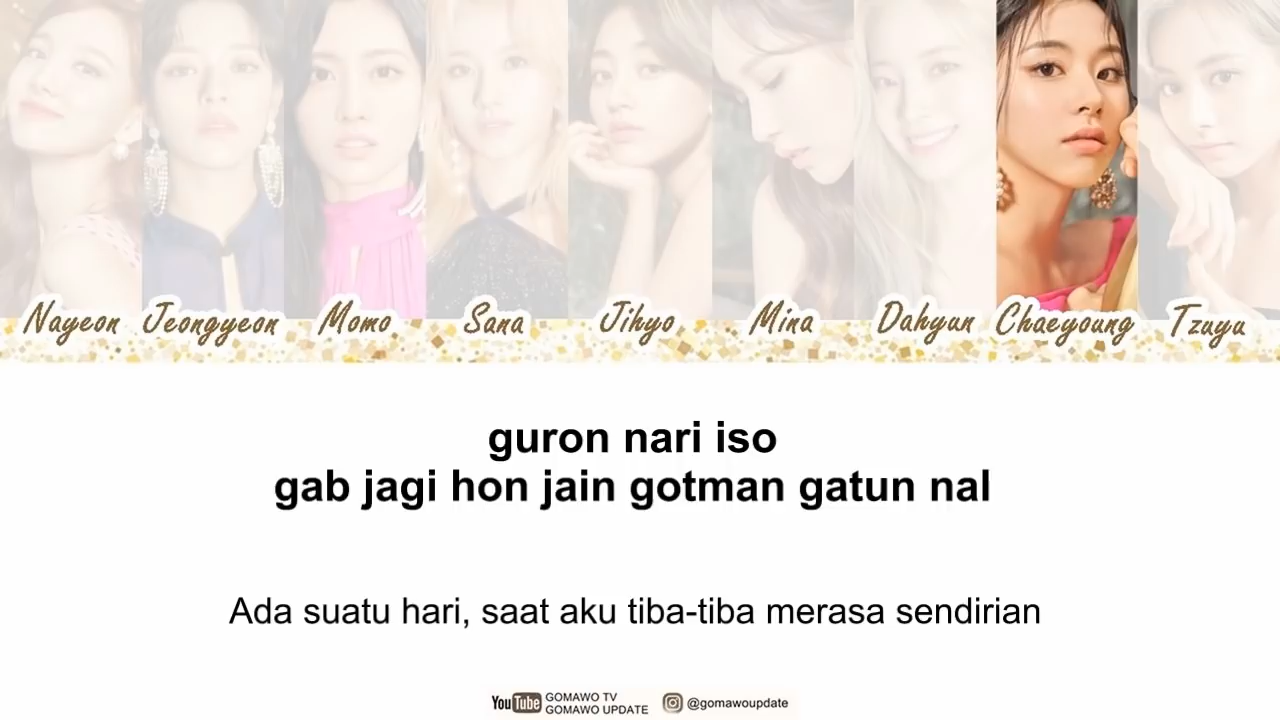 Nayeon Jeongyeon Momo Sana Jihyo Mina Dahyun Chaeyoung Tzuyu
guron nari iso
gab jagi hon jain gotman gatun nal
Ada suatu hari, saat aku tiba-tiba merasa sendirian
YouTube GOMAWO TV
GOMAWO UPDATE
@gomawoupdate